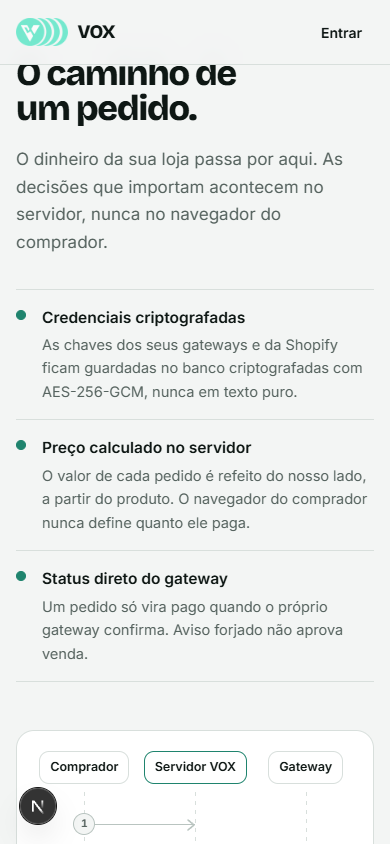 VOX
Entrar
O caminho de
um pedido.
O dinheiro da sua loja passa por aqui. As
decisões que importam acontecem no
servidor, nunca no navegador do
comprador.
Credenciais criptografadas
As chaves dos seus gateways e da Shopify
ficam guardadas no banco criptografadas com
AES-256-GCM, nunca em texto puro.
Preço calculado no servidor
O valor de cada pedido é refeito do nosso lado,
a partir do produto. O navegador do comprador
nunca define quanto ele paga.
Status direto do gateway
Um pedido só vira pago quando o próprio
gateway confirma. Aviso forjado não aprova
venda.
Comprador
Servidor VOX
Gateway
N
1